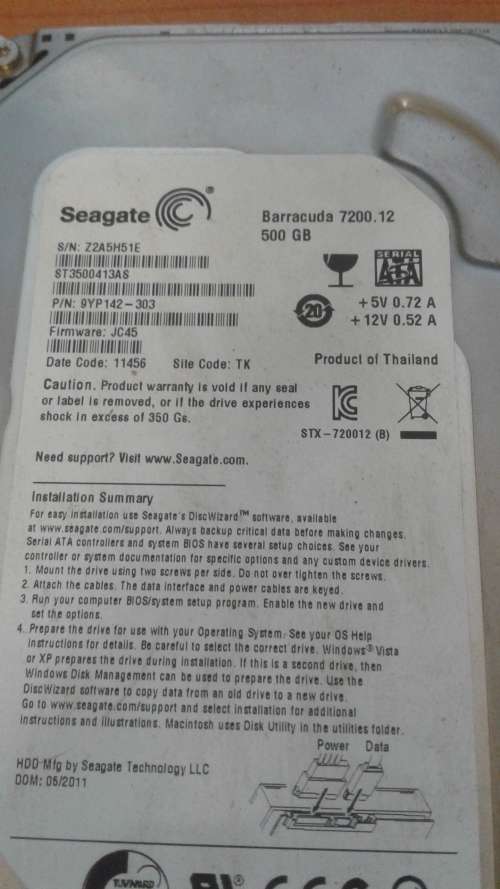 Seagate ®
Barracuda 7200.12
500 GB
S/N: Z2A5H51E
ST3500413AS
SERIAL
ATA
P/N: 9YP142-303
20
+5V 0.72 A
+12V 0.52 A
Firmware: JC45
Date Code: 11456 Site Code: TK
Product of Thailand
Caution. Product warranty is void if any seal
or label is removed, or if the drive experiences
shock in excess of 350 Gs.
STX-720012 (B)
Need support? Visit www.Seagate.com.
Installation Summary
For easy installation use Seagate's DiscWizard™ software, available
at www.seagate.com/support. Always backup critical data before making changes.
Serial ATA controllers and system BIOS have several setup choices. See your
controller or system documentation for specific options and any custom device drivers.
1. Mount the drive using two screws per side. Do not over tighten the screws.
2. Attach the cables. The data interface and power cables are keyed.
3. Run your computer BIOS/system setup program. Enable the new drive and
set the options.
4. Prepare the drive for use with your Operating System. See your OS Help
instructions for details. Be careful to select the correct drive. Windows® Vista
or XP prepares the drive during installation. If this is a second drive, then
Windows Disk Management can be used to prepare the drive. Use the
DiscWizard software to copy data from an old drive to a new drive.
Go to www.seagate.com/support and select installation for additional
instructions and illustrations. Macintosh uses Disk Utility in the utilities folder.
Power Data
HDD Mfg by Seagate Technology LLC
DOM: 06/2011